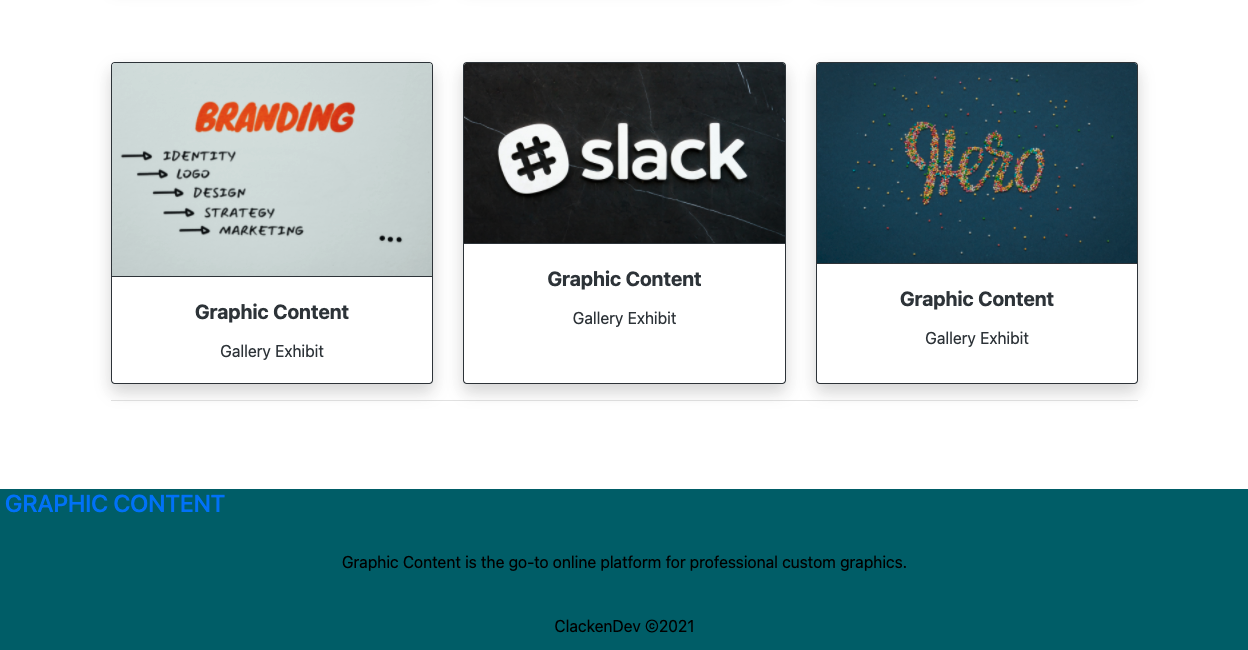 BRANDING
IDENTITY
LOGO
DESIGN
STRATEGY
MARKETING
...
Graphic Content
Gallery Exhibit
slack
Graphic Content
Gallery Exhibit
Hero
Graphic Content
Gallery Exhibit
GRAPHIC CONTENT
Graphic Content is the go-to online platform for professional custom graphics.
ClackenDev ©2021